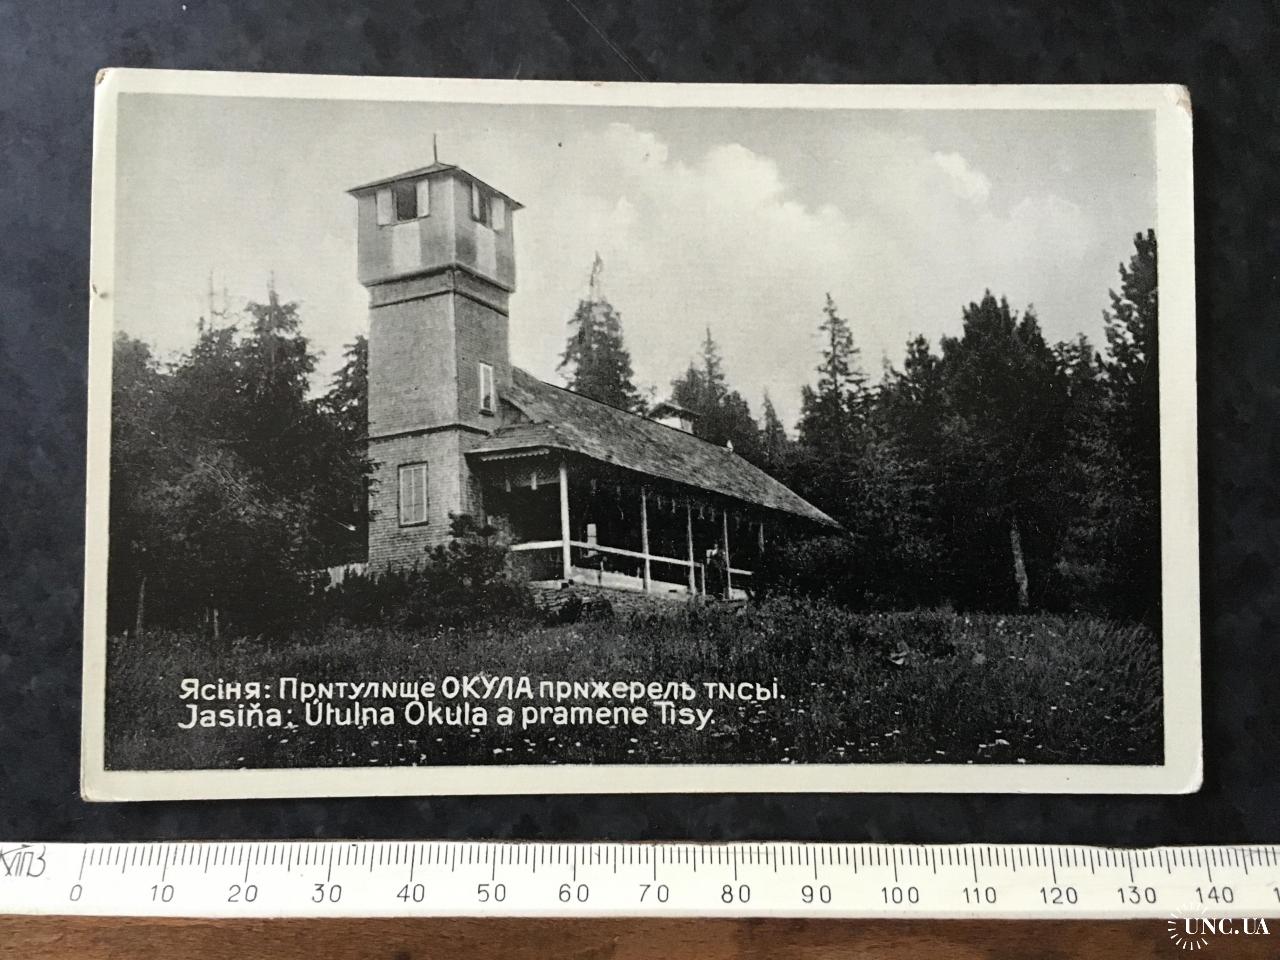 Ясіня: Притулище ОКУЛА прижерель тисы.
Jasiňa: Útulna Okula a pramene Tisy.
0 10 20 30 40 50 60 70 80 90 100 110 120 130 140
UNC.UA